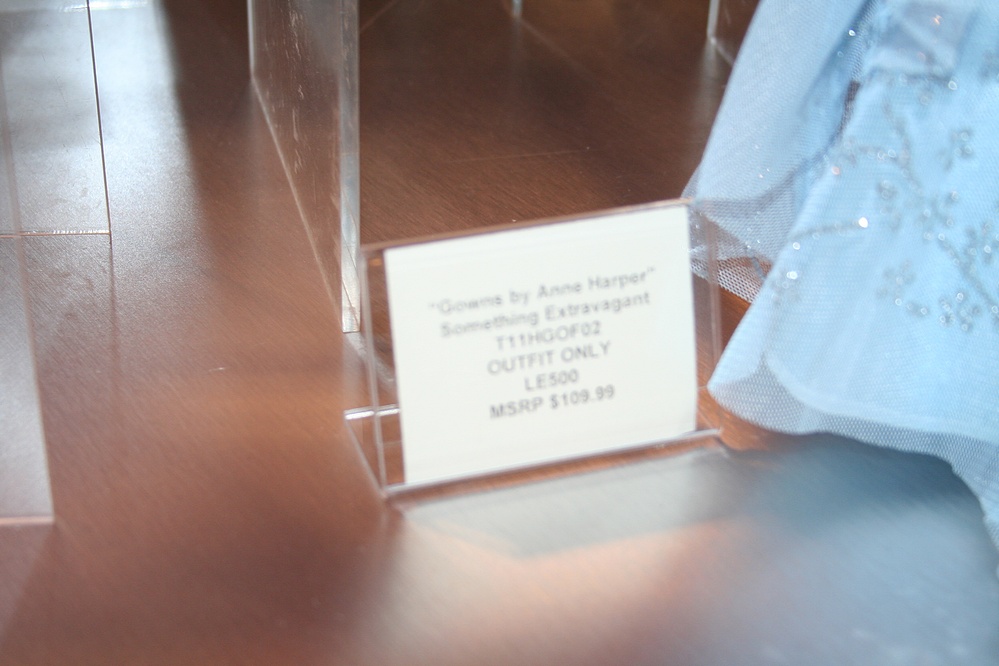 "Gowns by Anne Harper"
Something Extravagant
T11HGOF02
OUTFIT ONLY
LE500
MSRP $109.99